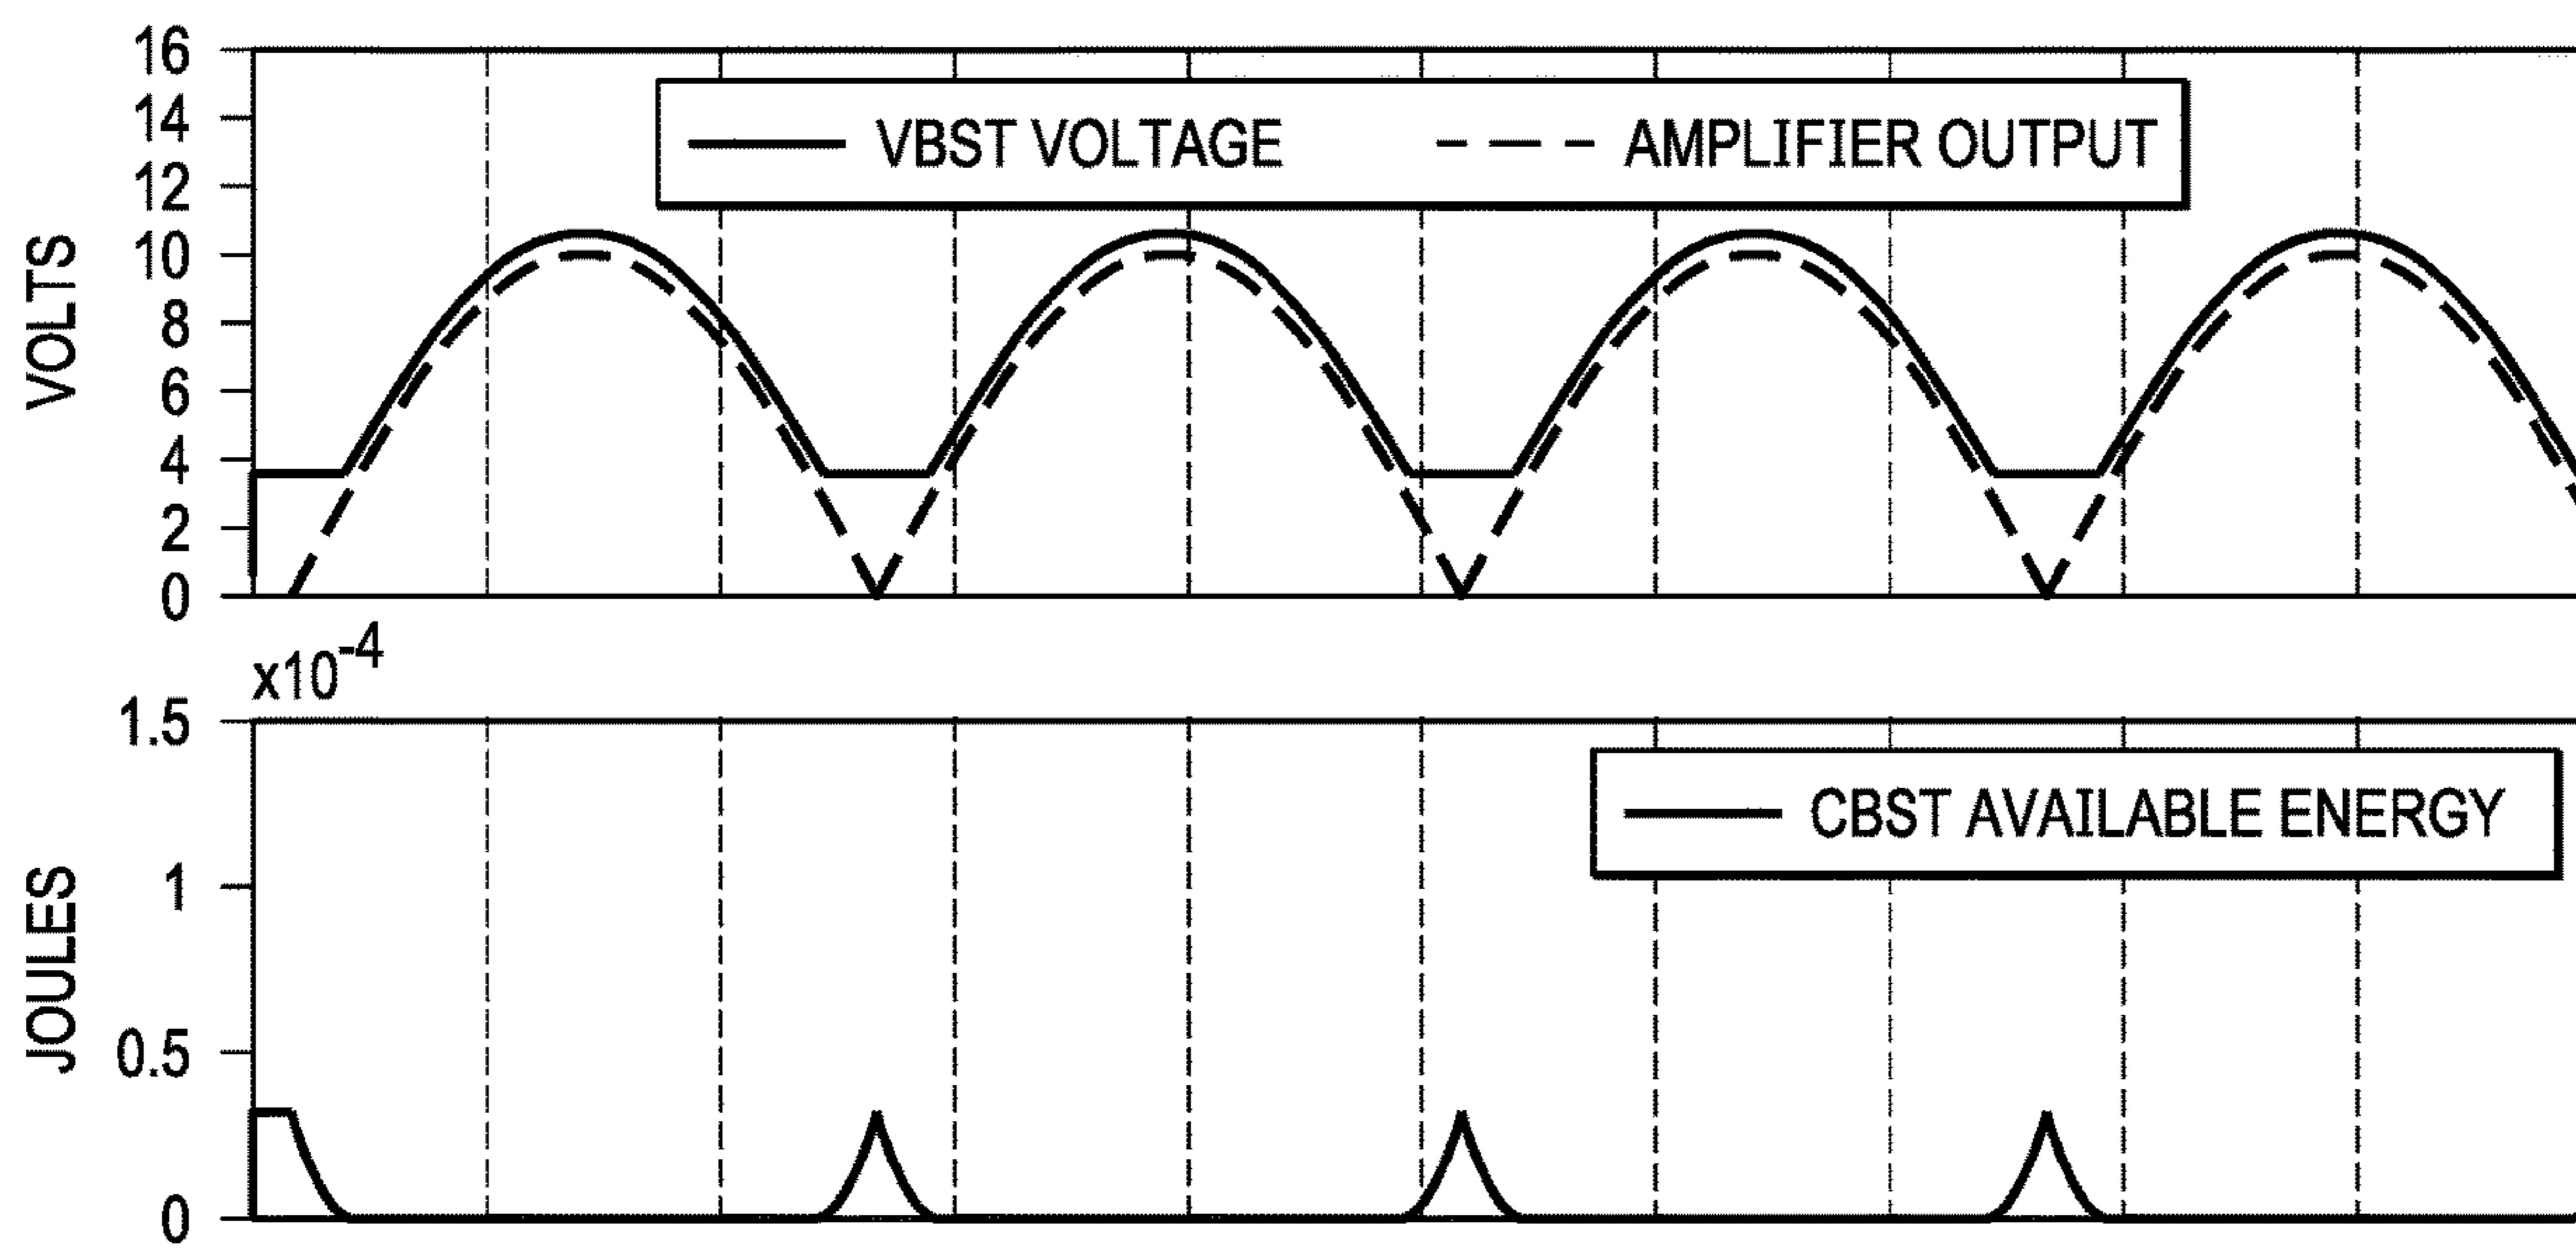 16
14
12
10
8
6
4
2
0
VOLTS
VBST VOLTAGE
AMPLIFIER OUTPUT
x10-4
1.5
1
0.5
0
JOULES
CBST AVAILABLE ENERGY